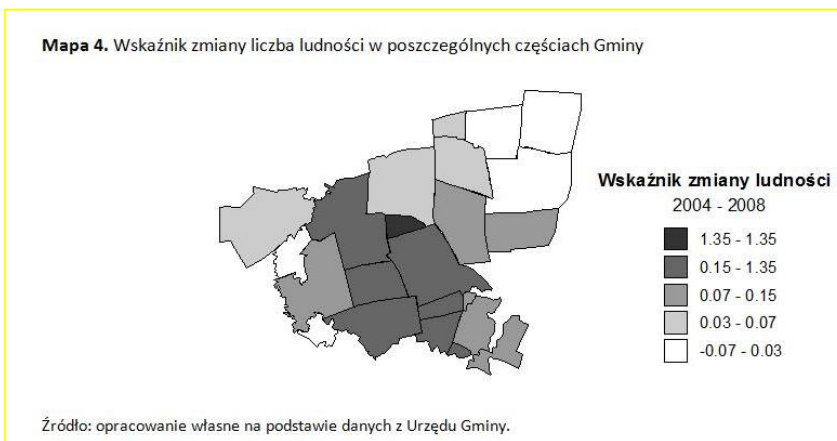 Mapa 4. Wskaźnik zmiany liczba ludności w poszczególnych częściach Gminy
Wskaźnik zmiany ludności
2004 - 2008
1.35 - 1.35
0.15 - 1.35
0.07 - 0.15
0.03 - 0.07
-0.07 - 0.03
Źródło: opracowanie własne na podstawie danych z Urzędu Gminy.